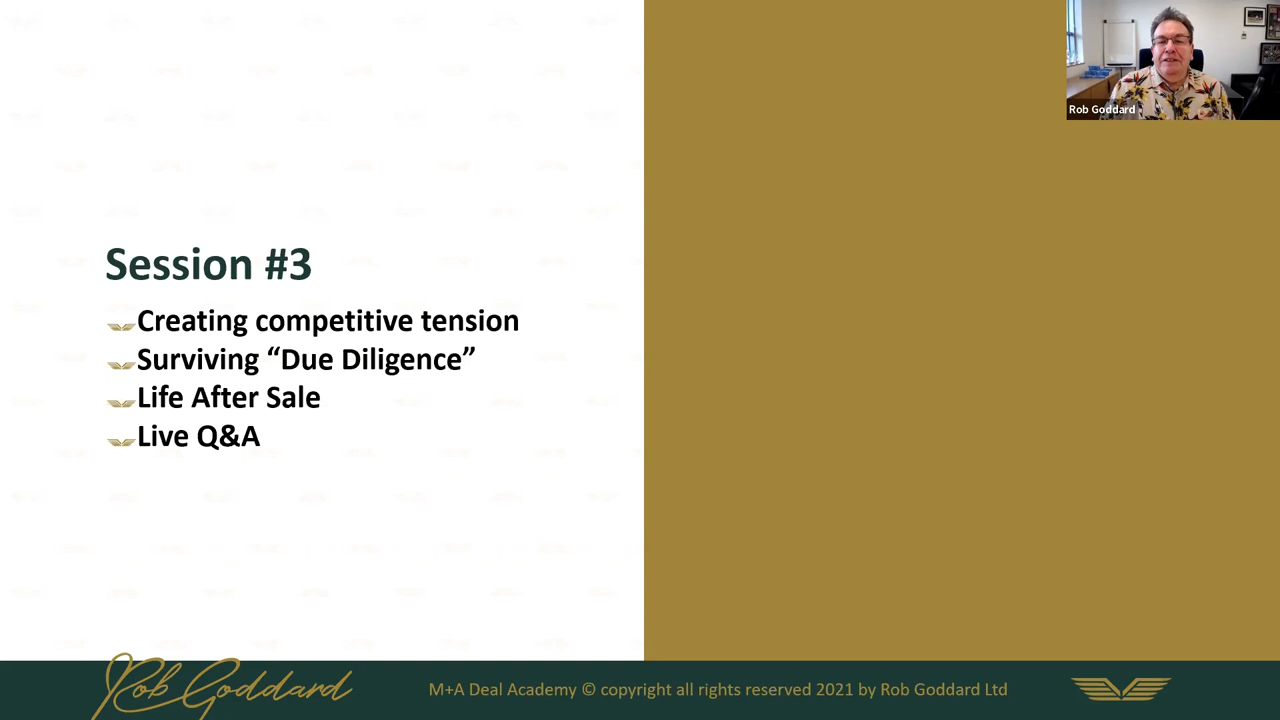 Rob Goddard
Session #3
Creating competitive tension
Surviving “Due Diligence”
Life After Sale
Live Q&A
Rob Goddard
M+A Deal Academy © copyright all rights reserved 2021 by Rob Goddard Ltd